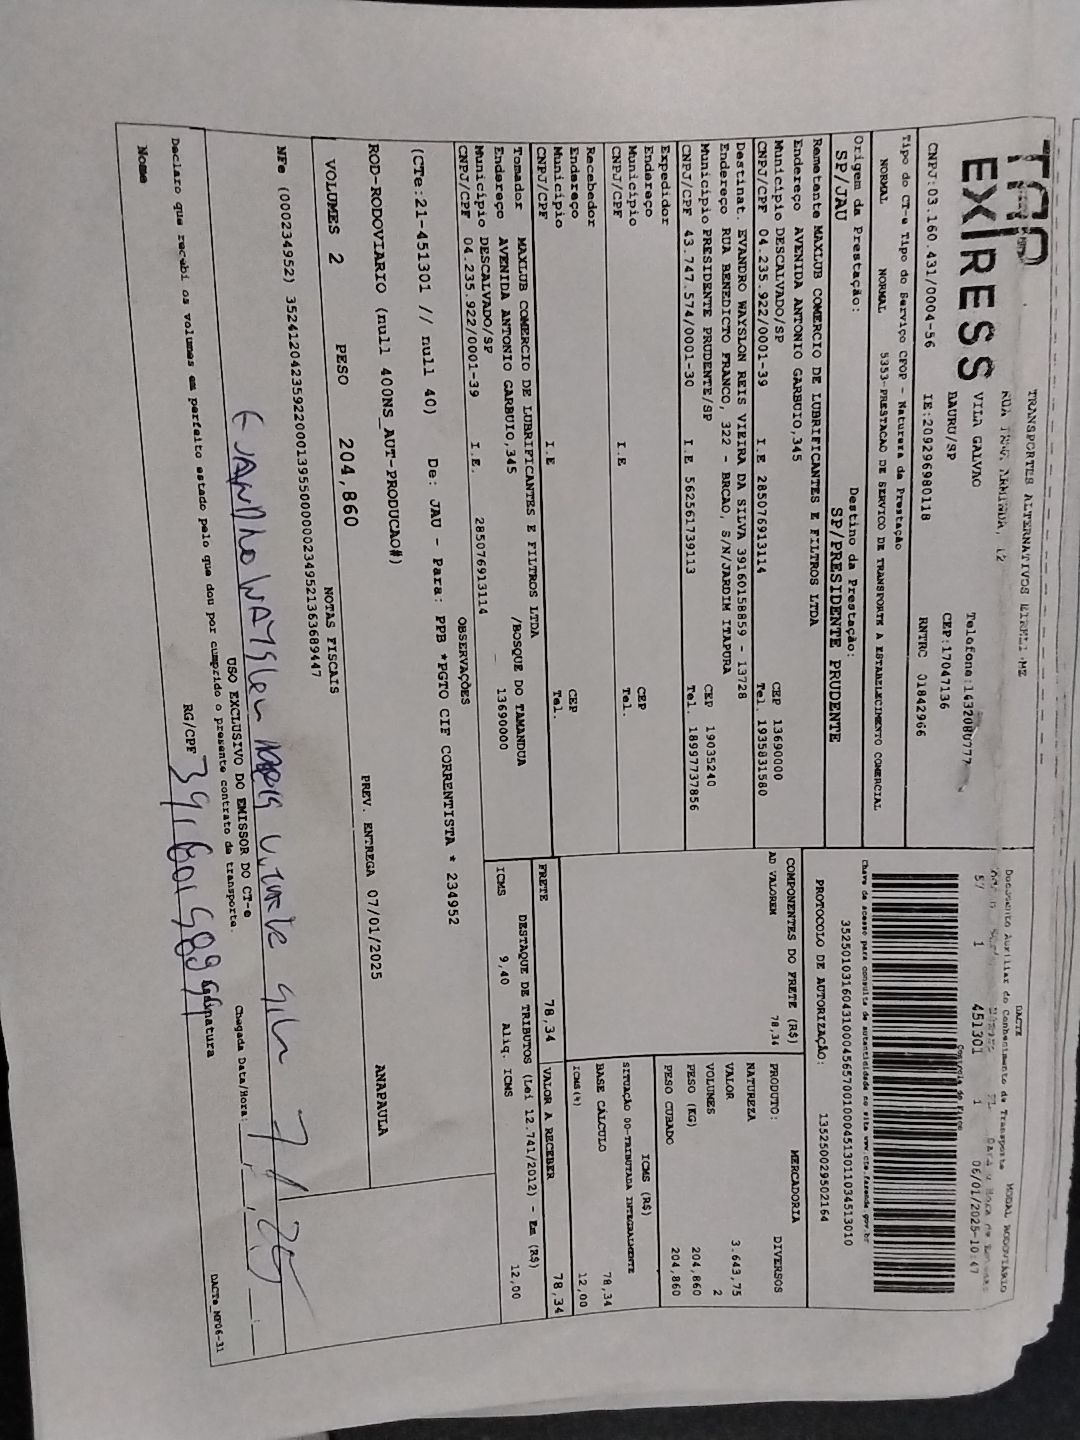 TAP EXPRESS
TRANSPORTES ALTERNATIVOS
12
VILA GALVAO Telefone:1432080777
BAURU/SP CEP:17047136
CNPJ:03.160.431/0004-56 IE:209296980118 RNTRC 01842966
DACTE MODAL RODOVIÁRIO
Documento Auxiliar do Conhecimento de Transporte
57 1 451301 1 06/01/2025-10:47
Controle do Fisco
Chave de acesso para consulta de autenticidade no site www.cte.fazenda.gov.br
35250103160431000456570010004513011034513010
PROTOCOLO DE AUTORIZAÇÃO: 135250029502164
Tipo do CT-e Tipo do Serviço CFOP - Natureza da Prestação
NORMAL NORMAL 5353-PRESTACAO DE SERVICO DE TRANSPORTE A ESTABELECIMENTO COMERCIAL
Origem da Prestação: Destino da Prestação:
SP/JAU SP/PRESIDENTE PRUDENTE
Remetente MAXLUB COMERCIO DE LUBRIFICANTES E FILTROS LTDA
Endereço AVENIDA ANTONIO GARBUIO,345
Município DESCALVADO/SP CEP 13690000
CNPJ/CPF 04.235.922/0001-39 I.E 285076913114 Tel. 1935831580
Destinat. EVANDRO WAYSLON REIS VIEIRA DA SILVA 39160158859 - 13728
Endereço RUA BENEDICTO FRANCO, 322 - BRCAO, S/N/JARDIM ITAPURA
Município PRESIDENTE PRUDENTE/SP CEP 19035240
CNPJ/CPF 43.747.574/0001-30 I.E 562561739113 Tel. 18997737856
Expedidor
Endereço
Município CEP
CNPJ/CPF I.E Tel.
Recebedor
Endereço
Município CEP
CNPJ/CPF I.E Tel.
Tomador MAXLUB COMERCIO DE LUBRIFICANTES E FILTROS LTDA
Endereço AVENIDA ANTONIO GARBUIO,345 /BOSQUE DO TAMANDUA
Município DESCALVADO/SP 13690000
CNPJ/CPF 04.235.922/0001-39 I.E. 285076913114
COMPONENTES DO FRETE (R$)
AD VALOREM 78,34
MERCADORIA
PRODUTO: DIVERSOS
NATUREZA
VALOR 3.643,75
VOLUMES 2
PESO (KG) 204,860
PESO CUBADO 204,860
ICMS (R$)
SITUAÇÃO 00-TRIBUTADA INTEGRALMENTE
BASE CÁLCULO 78,34
ICMS(%) 12,00
FRETE 78,34 VALOR A RECEBER 78,34
DESTAQUE DE TRIBUTOS (Lei 12.741/2012) - Em (R$)
ICMS 9,40 Aliq. ICMS 12,00
OBSERVAÇÕES
(CTe:21-451301 // null 40) De: JAU - Para: PPB *PGTO CIF CORRENTISTA * 234952
ROD-RODOVIARIO (null 400NS_AUT-PRODUCAO#)
PREV. ENTREGA 07/01/2025 ANAPAULA
VOLUMES 2 PESO 204,860 NOTAS FISCAIS
NFe (000234952) 35241204235922000139550000002349521363689447
USO EXCLUSIVO DO EMISSOR DO CT-e
Declaro que recebi os volumes em perfeito estado pelo que dou por cumprido o presente contrato de transporte.
Chegada Data/Hora:
7/1/25
Nome
RG/CPF
Assinatura
DACTe_NF06-31